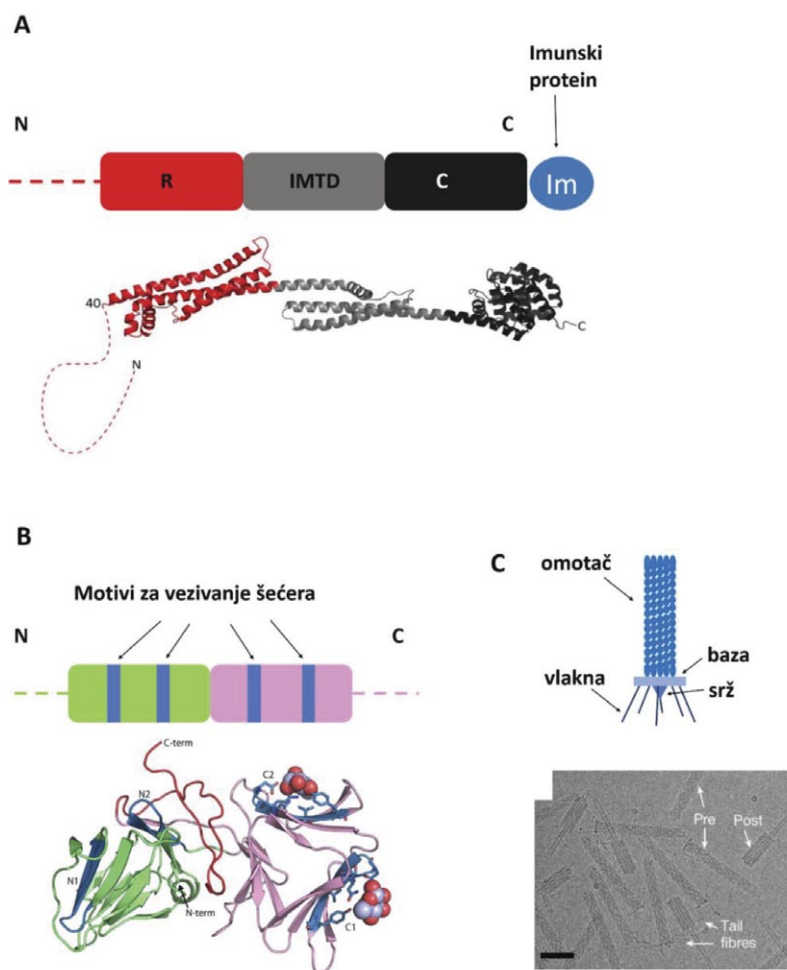 A
Imunski
protein
N
C
R
IMTD
C
Im
40
N
C
B
Motivi za vezivanje šećera
N
C
C-term
N2
C2
N1
N-term
C1
C
omotač
baza
vlakna
srž
Pre
Post
Tail
fibres